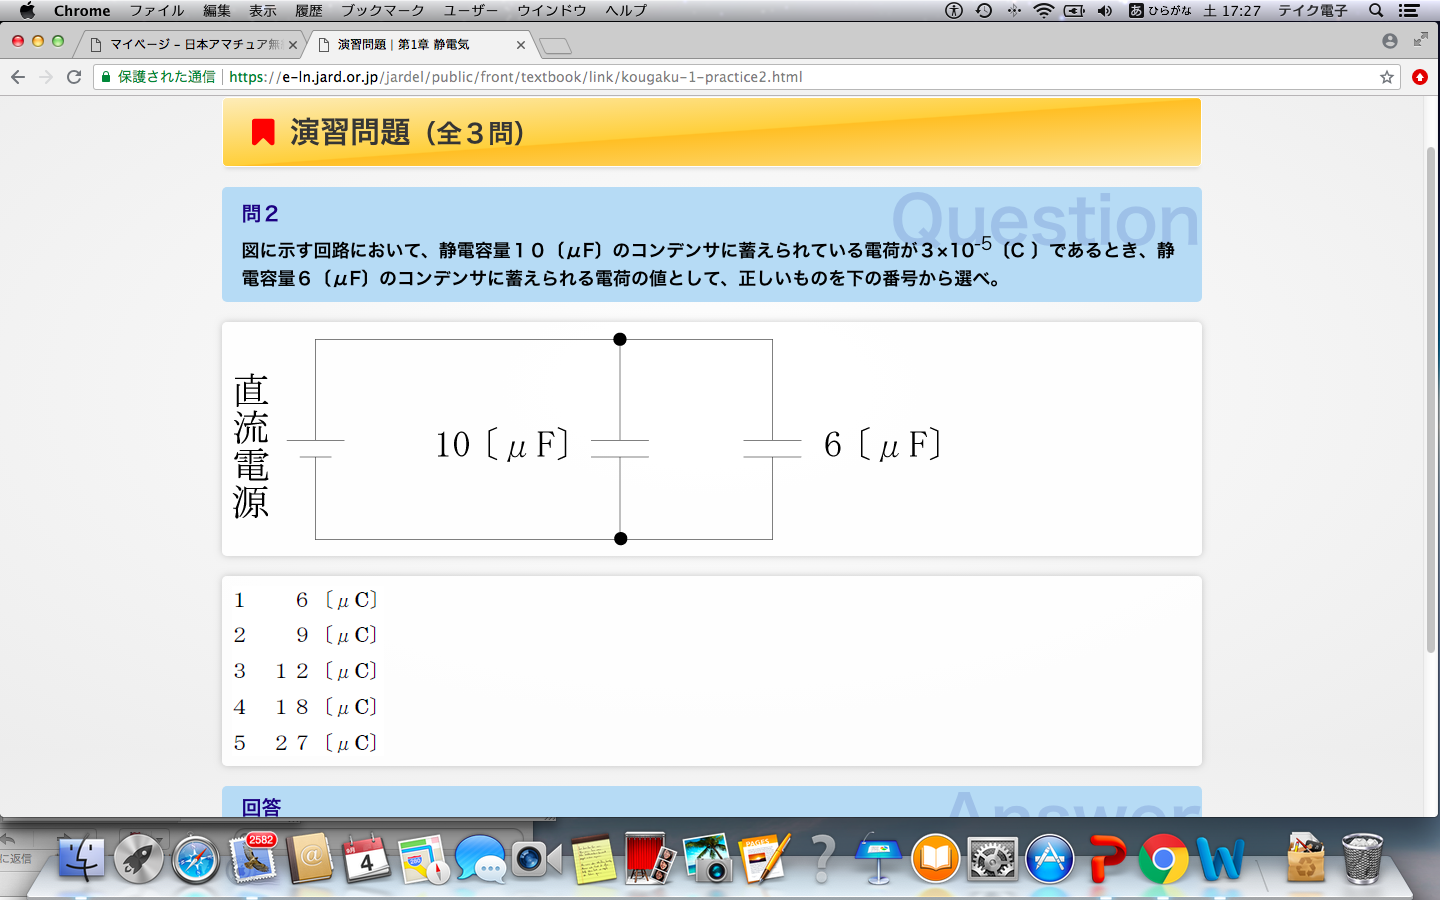 Chrome ファイル 編集 表示 履歴 ブックマーク ユーザー ウインドウ ヘルプ あ ひらがな 土 17:27 テイク電子
マイページ – 日本アマチュア無 演習問題 | 第1章 静電気
保護された通信 https://e-ln.jard.or.jp/jardel/public/front/textbook/link/kougaku-1-practice2.html
演習問題（全３問）
Question
問２
図に示す回路において、静電容量１０〔μF〕のコンデンサに蓄えられている電荷が３×10-5〔C 〕であるとき、静
電容量６〔μF〕のコンデンサに蓄えられる電荷の値として、正しいものを下の番号から選べ。
直流電源
10〔μF〕
6〔μF〕
1 6〔μC〕
2 9〔μC〕
3 12〔μC〕
4 18〔μC〕
5 27〔μC〕
回答
Answer
に返信
2582
4
280
PAGES